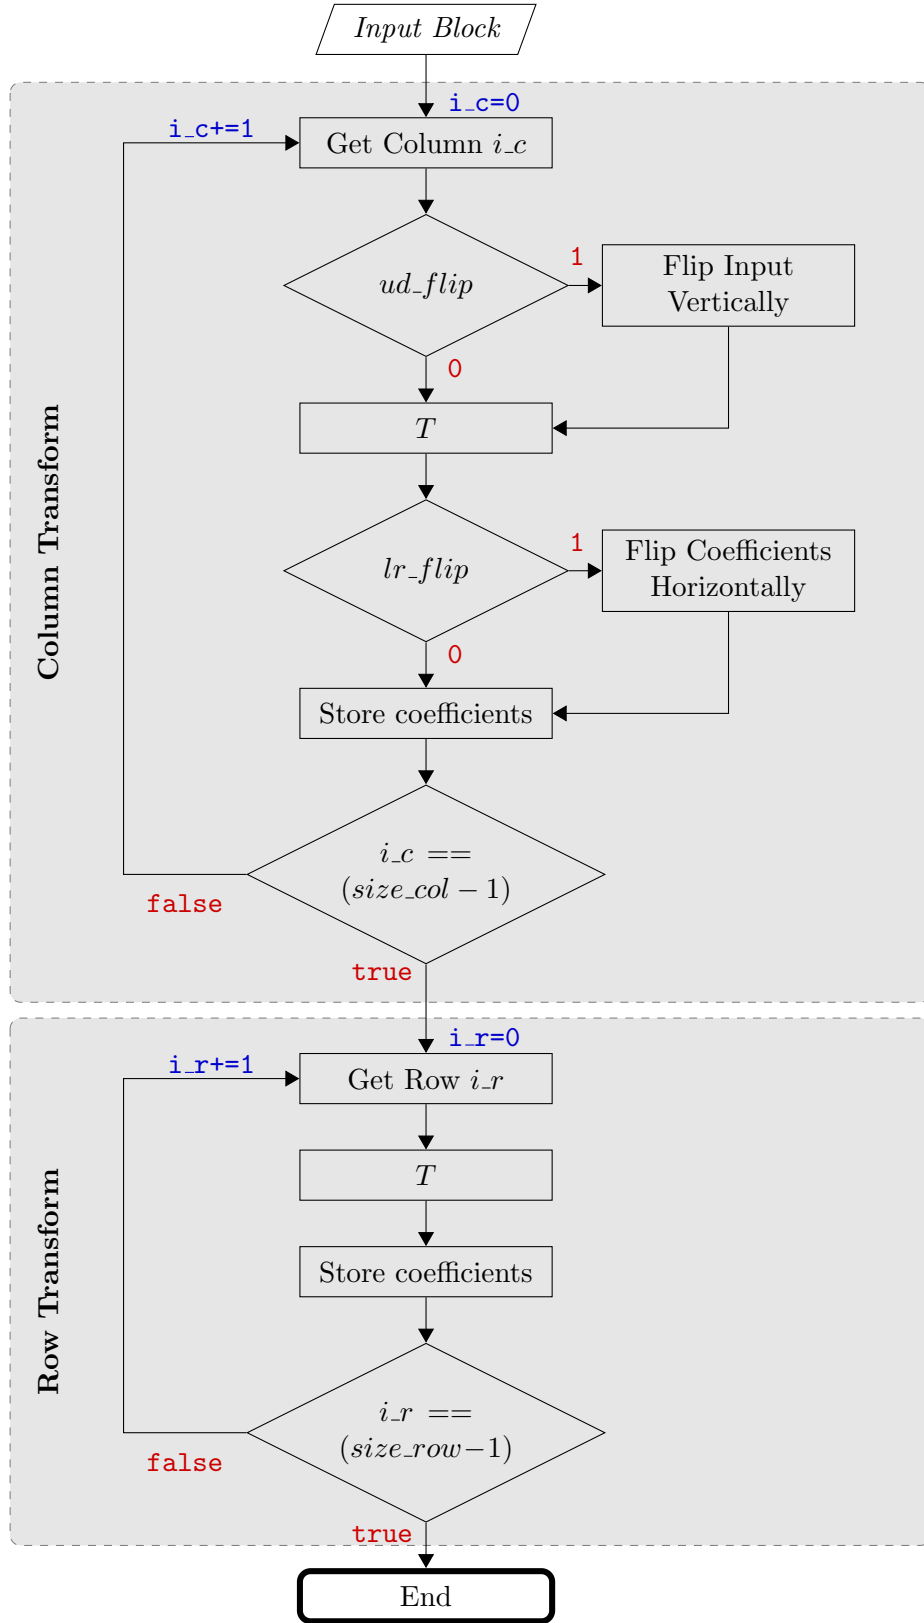 Input Block
i_c=0
i_c+=1
Get Column i_c
ud_flip
1
Flip Input
Vertically
0
T
Column Transform
lr_flip
1
Flip Coefficients
Horizontally
0
Store coefficients
i_c ==
(size_col − 1)
false
true
i_r=0
i_r+=1
Get Row i_r
T
Row Transform
Store coefficients
i_r ==
(size_row−1)
false
true
End